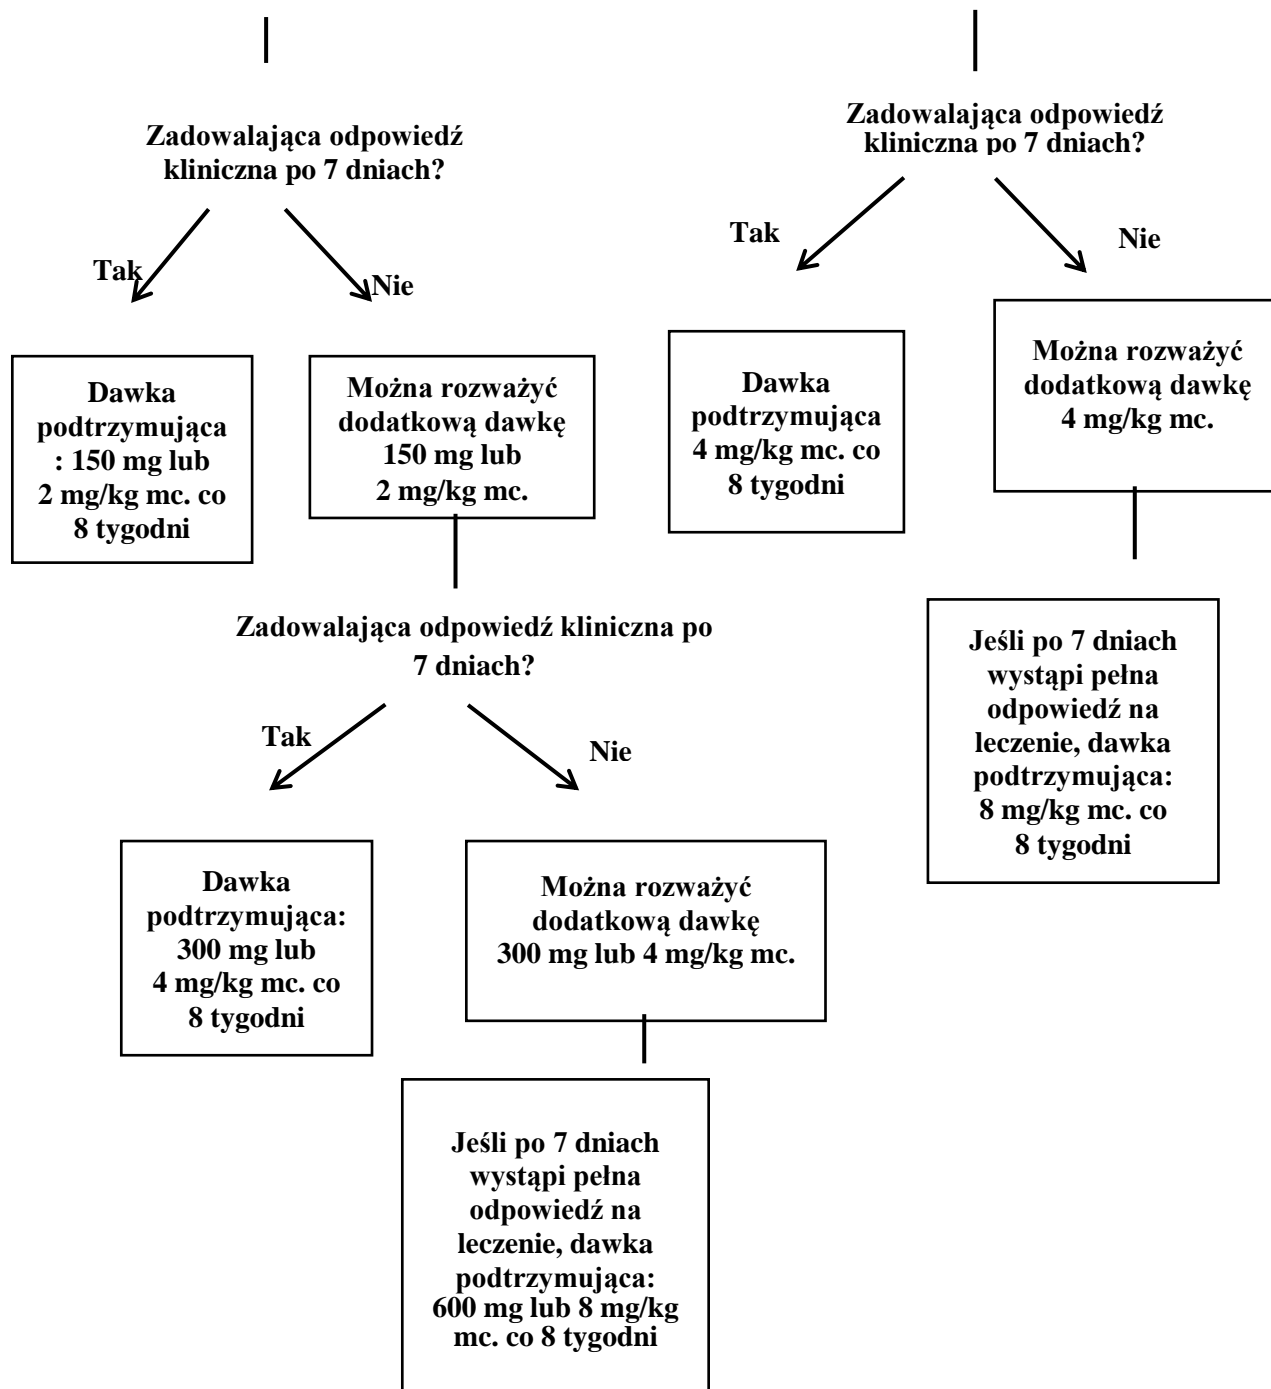 Zadowalająca odpowiedź
kliniczna po 7 dniach?
Tak
Nie
Dawka
podtrzymująca
: 150 mg lub
2 mg/kg mc. co
8 tygodni
Można rozważyć
dodatkową dawkę
150 mg lub
2 mg/kg mc.
Zadowalająca odpowiedź kliniczna po
7 dniach?
Tak
Nie
Dawka
podtrzymująca:
300 mg lub
4 mg/kg mc. co
8 tygodni
Można rozważyć
dodatkową dawkę
300 mg lub 4 mg/kg mc.
Jeśli po 7 dniach
wystąpi pełna
odpowiedź na
leczenie, dawka
podtrzymująca:
600 mg lub 8 mg/kg
mc. co 8 tygodni
Zadowalająca odpowiedź
kliniczna po 7 dniach?
Tak
Nie
Dawka
podtrzymująca
4 mg/kg mc. co
8 tygodni
Można rozważyć
dodatkową dawkę
4 mg/kg mc.
Jeśli po 7 dniach
wystąpi pełna
odpowiedź na
leczenie, dawka
podtrzymująca:
8 mg/kg mc. co
8 tygodni